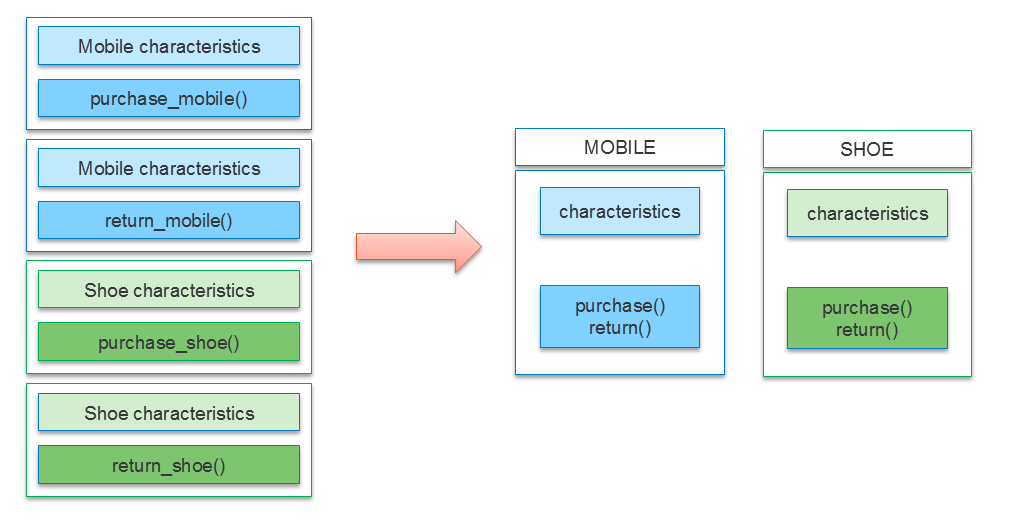 Mobile characteristics
purchase_mobile()
Mobile characteristics
return_mobile()
Shoe characteristics
purchase_shoe()
Shoe characteristics
return_shoe()
MOBILE
characteristics
purchase()
return()
SHOE
characteristics
purchase()
return()